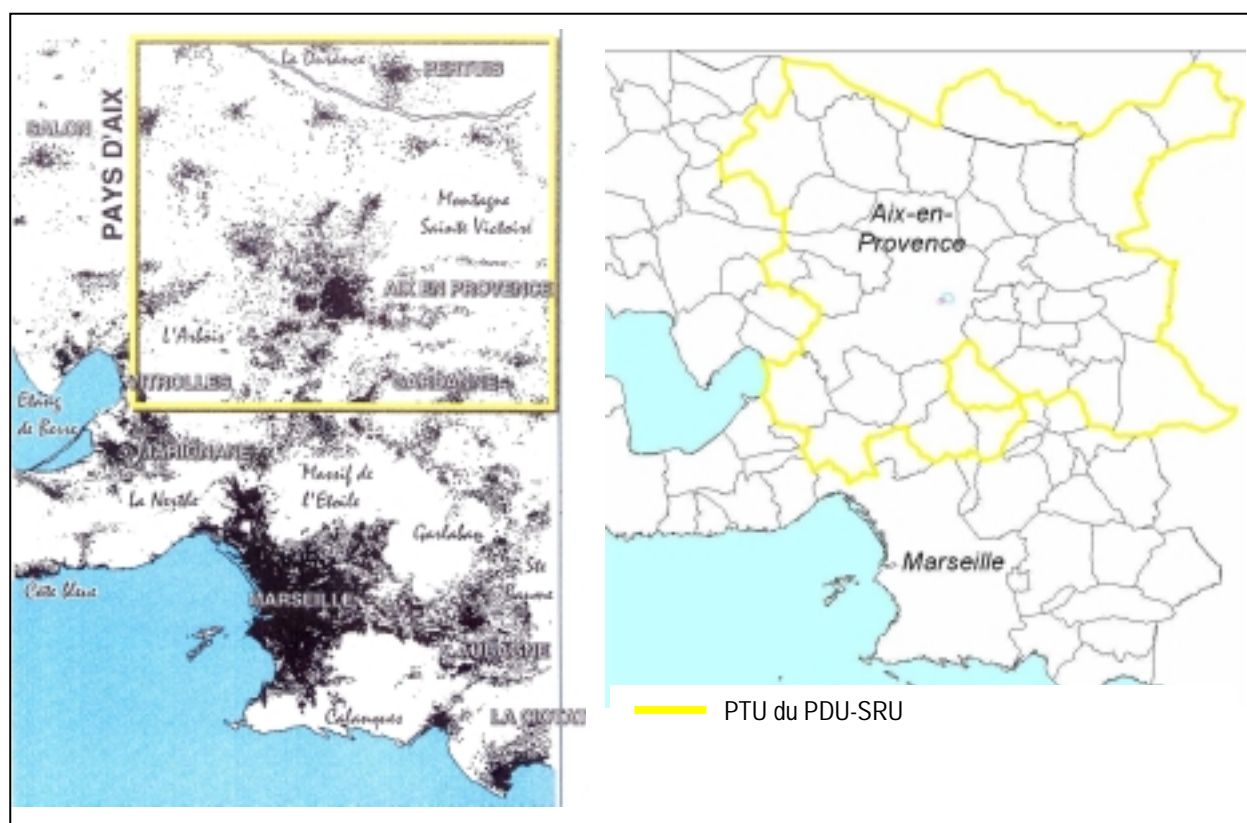 PAYS D'AIX
La Durance
PERTUIS
SALON
Montagne
Sainte Victoire
AIX EN PROVENCE
L'Arbois
VITROLLES
GARDANNE
Etang
de Berre
MARIGNANE
La Nerthe
Massif de
l'Etoile
Garlaban
Ste
Baume
Côte bleue
MARSEILLE
AUBAGNE
Calanques
LA CIOTAT
Aix-en-
Provence
Marseille
PTU du PDU-SRU